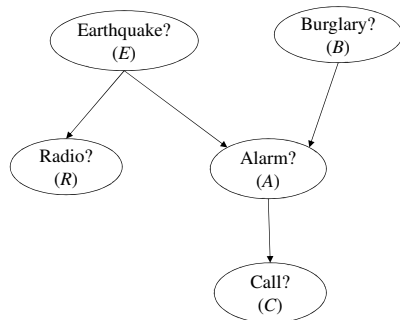 Earthquake?
(E)
Burglary?
(B)
Radio?
(R)
Alarm?
(A)
Call?
(C)